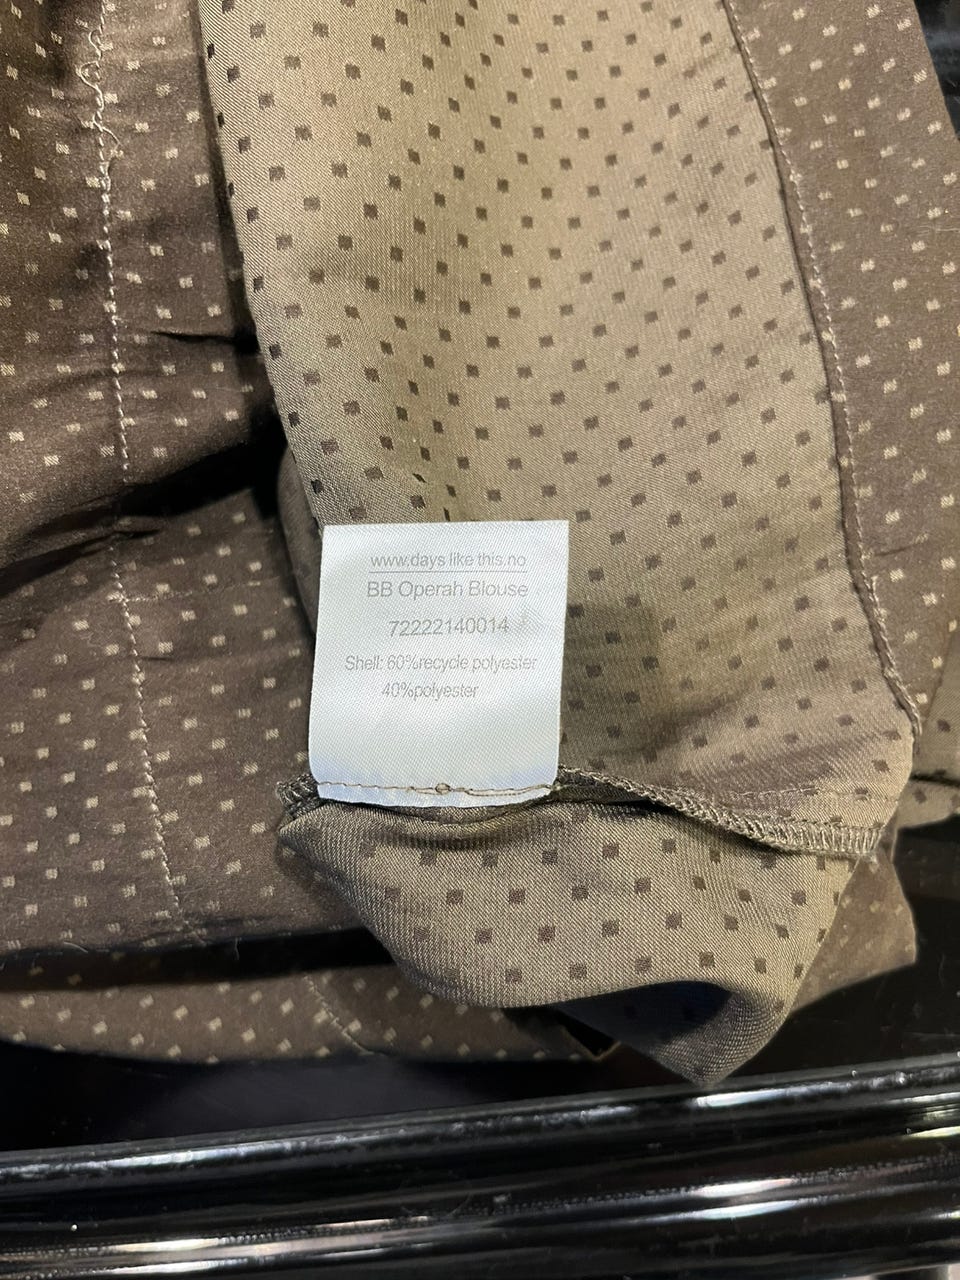 www.days like this.no
BB Operah Blouse
72222140014
Shell: 60%recycle polyester
40%polyester